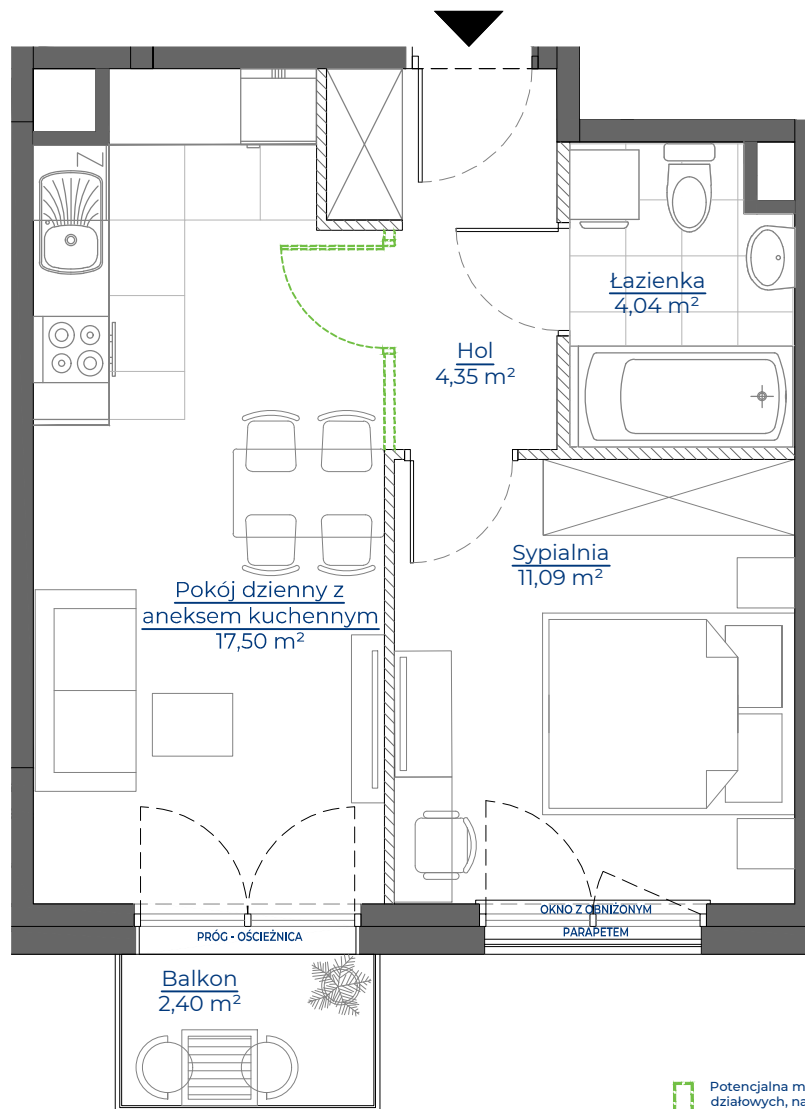 Z
Łazienka
4,04 m²
Hol
4,35 m²
Sypialnia
11,09 m²
Pokój dzienny z
aneksem kuchennym
17,50 m²
OKNO Z OBNIŻONYM
PARAPETEM
PRÓG - OŚCIEŻNICA
Balkon
2,40 m²
Potencjalna m
działowych, na